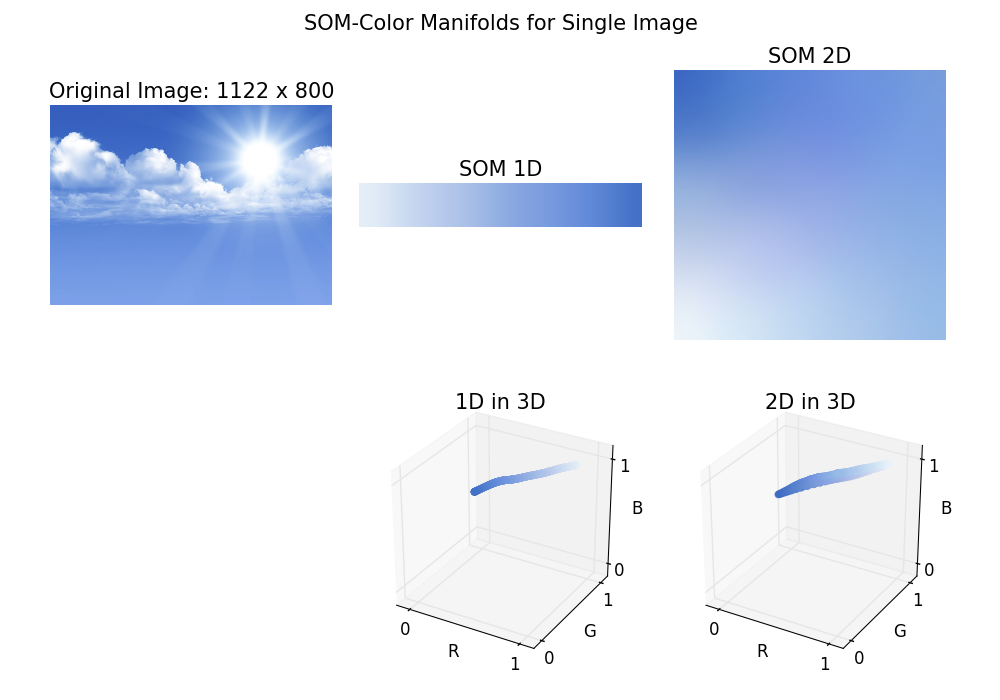 SOM-Color Manifolds for Single Image
Original Image: 1122 x 800
SOM 1D
SOM 2D
1D in 3D
1
B
0
1
G
0
0
R
1
2D in 3D
1
B
0
1
G
0
0
R
1